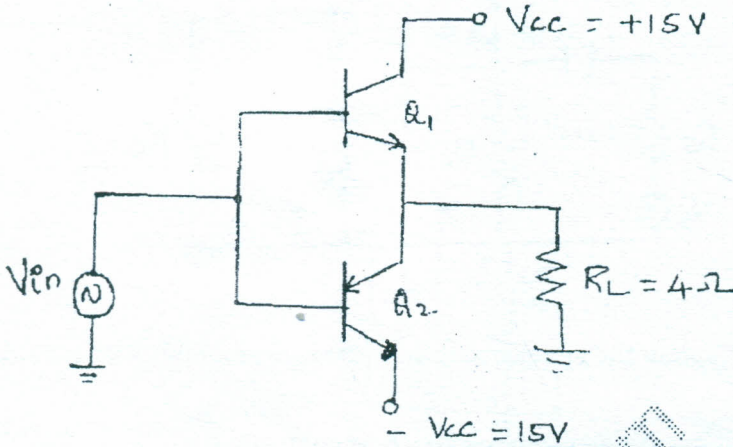 Vcc = +15V
Q1
Vin
Q2
RL = 4Ω
- Vcc = 15V